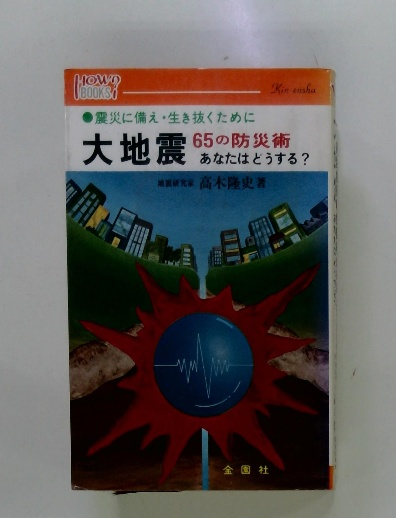 HOW?
BOOKS!
Kin-ensha
●震災に備え・生き抜くために
大地震
65の防災術
あなたはどうする?
地震研究家 高木隆史著
金園社